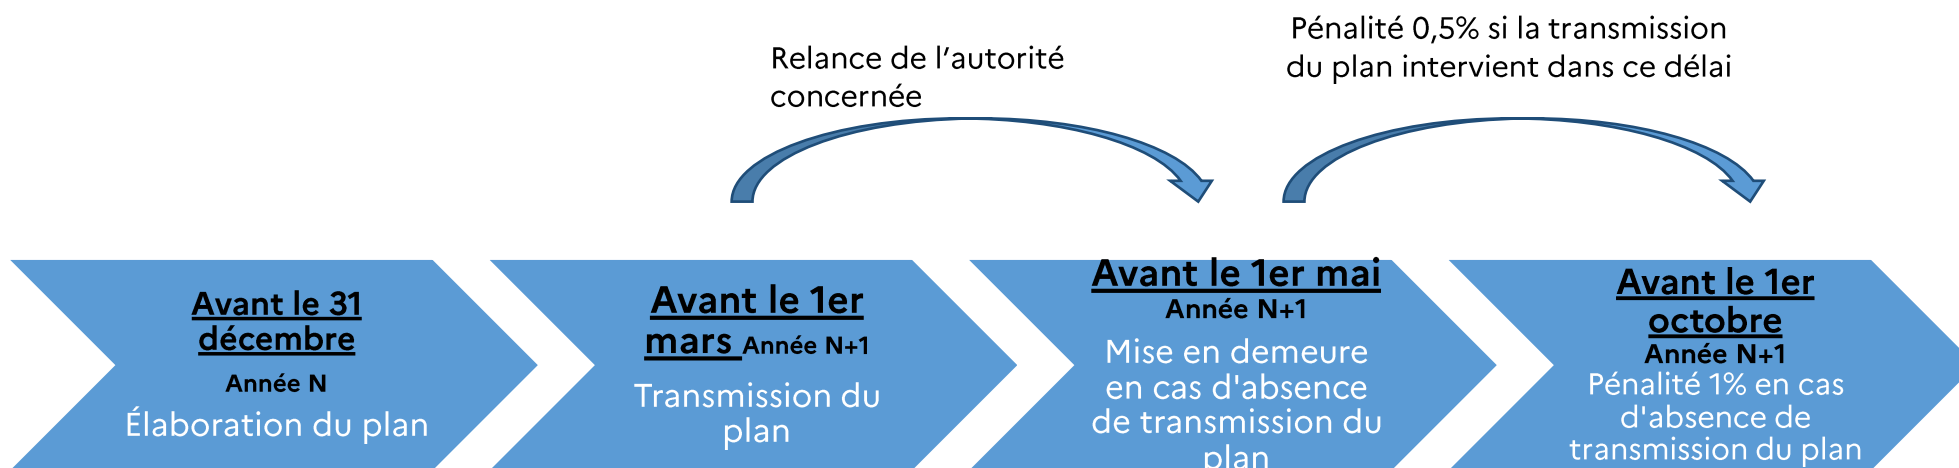 Relance de l'autorité
concernée
Pénalité 0,5% si la transmission
du plan intervient dans ce délai
Avant le 31
décembre
Année N
Élaboration du plan
Avant le 1er
mars Année N+1
Transmission du
plan
Avant le 1er mai
Année N+1
Mise en demeure
en cas d'absence
de transmission du
plan
Avant le 1er
octobre
Année N+1
Pénalité 1% en cas
d'absence de
transmission du plan